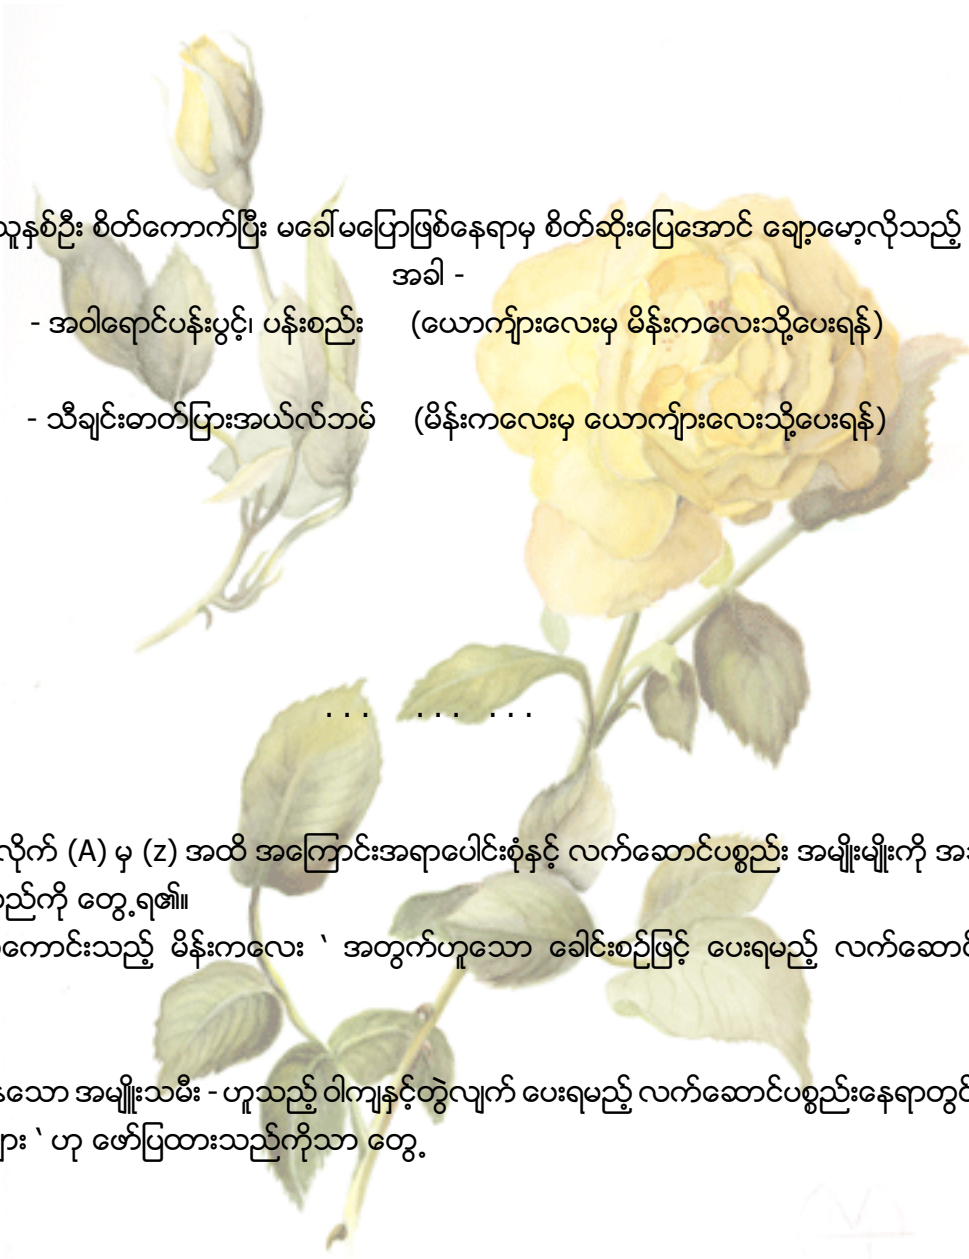 သူနှစ်ဦး စိတ်ကောက်ပြီး မခေါ်မပြောဖြစ်နေရာမှ စိတ်ဆိုးပြေအောင် ချော့မော့လိုသည့်
အခါ -
- အဝါရောင်ပန်းပွင့်၊ ပန်းစည်း (ယောက်ျားလေးမှ မိန်းကလေးသို့ပေးရန်)
- သီချင်းဓာတ်ပြားအယ်လ်ဘမ် (မိန်းကလေးမှ ယောက်ျားလေးသို့ပေးရန်)
. . . . . . . . .
လိုက် (A) မှ (z) အထိ အကြောင်းအရာပေါင်းစုံနှင့် လက်ဆောင်ပစ္စည်း အမျိုးမျိုးကို
ကို တွေ့ရ၏။
ကောင်းသည့် မိန်းကလေး ` အတွက်ဟူသော ခေါင်းစဉ်ဖြင့် ပေးရမည့် လက်ဆောင်
သော အမျိုးသမီး - ဟူသည့် ဝါကျနှင့်တွဲလျက် ပေးရမည့် လက်ဆောင်ပစ္စည်းနေရာတွင်
` ဟု ဖော်ပြထားသည်ကိုသာ တွေ့